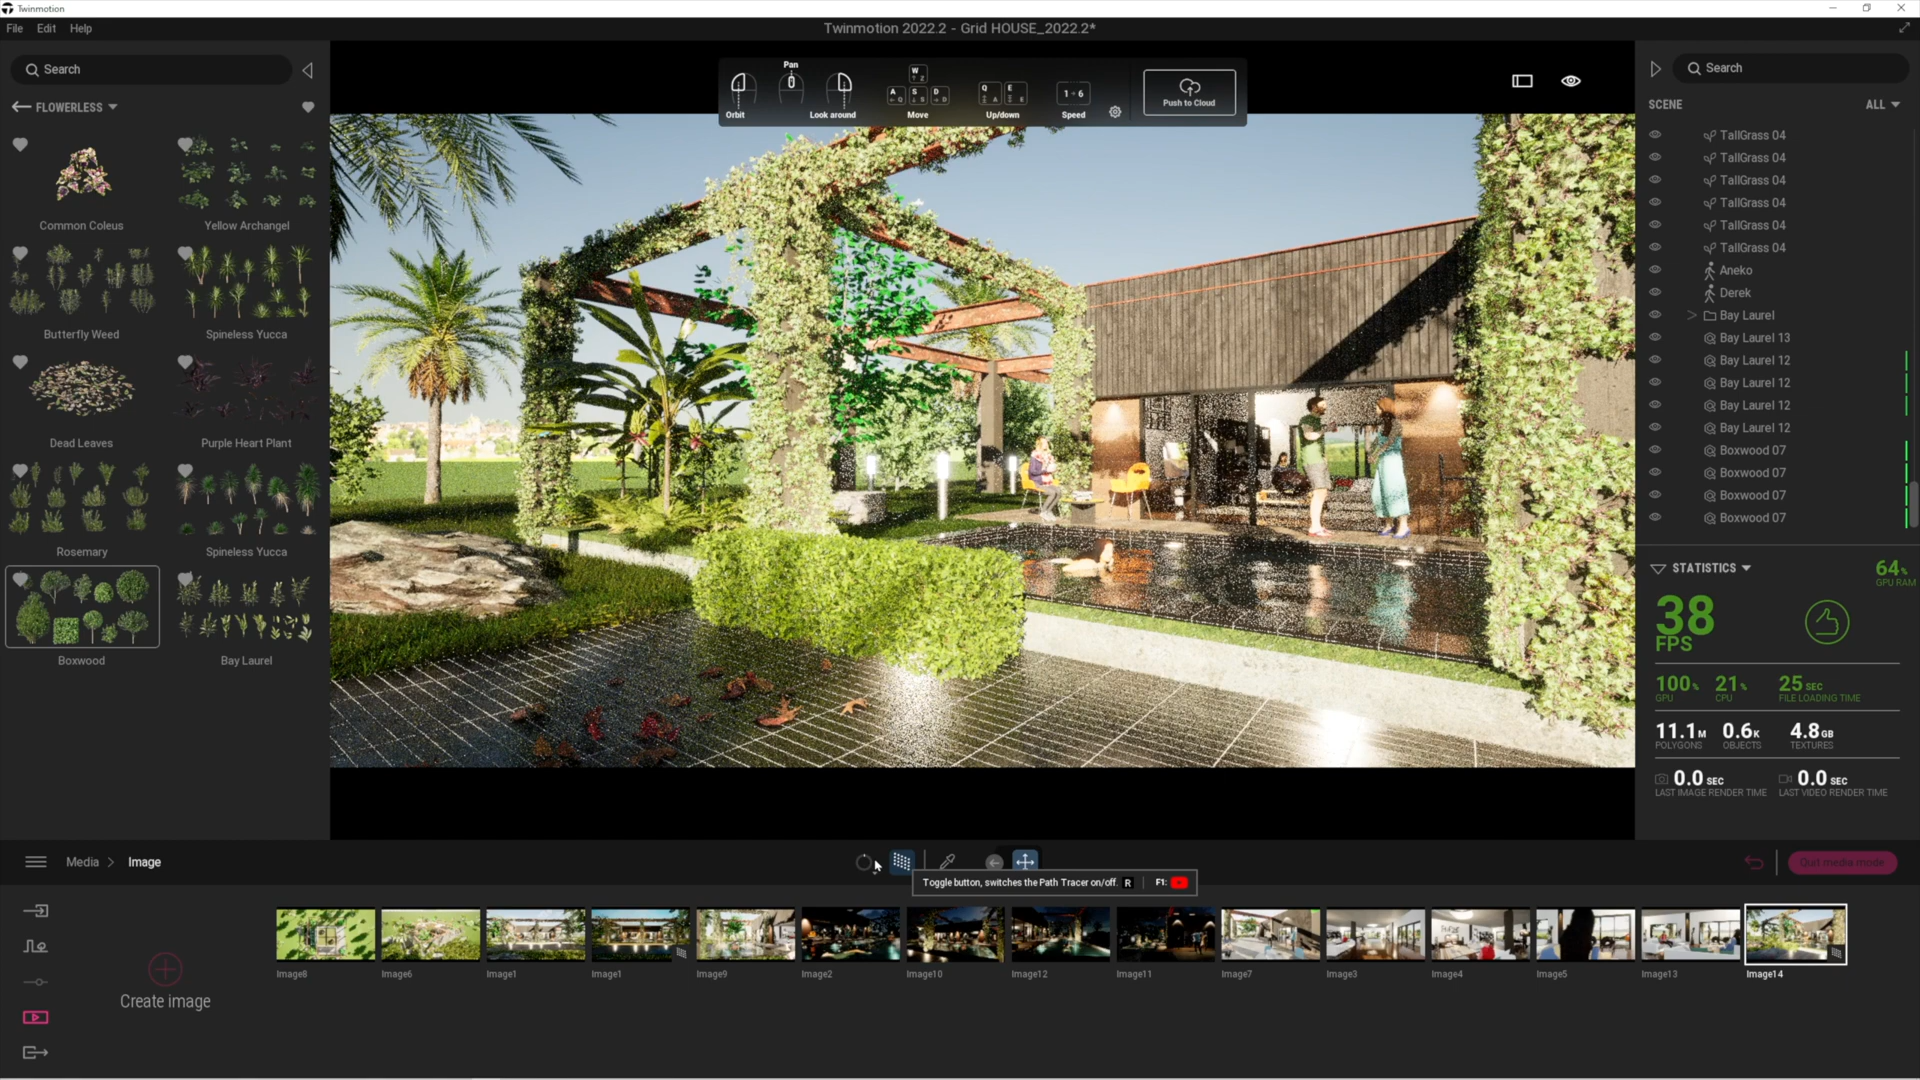 Twinmotion
File Edit Help
Twinmotion 2022.2 - Grid HOUSE_2022.2*
Search
FLOWERLESS
Common Coleus
Yellow Archangel
Butterfly Weed
Spineless Yucca
Dead Leaves
Purple Heart Plant
Rosemary
Spineless Yucca
Boxwood
Bay Laurel
Pan
Orbit
Look around
W
A S D
Move
Q E
Up/down
1 - 6
Speed
Push to Cloud
Search
SCENE
ALL
TallGrass 04
TallGrass 04
TallGrass 04
TallGrass 04
TallGrass 04
TallGrass 04
Aneko
Derek
Bay Laurel
Bay Laurel 13
Bay Laurel 12
Bay Laurel 12
Bay Laurel 12
Bay Laurel 12
Boxwood 07
Boxwood 07
Boxwood 07
Boxwood 07
STATISTICS
64%
GPU RAM
38
FPS
100% 21% 25 SEC
GPU CPU FILE LOADING TIME
11.1M 0.6K 4.8GB
POLYGONS OBJECTS TEXTURES
0.0 SEC 0.0 SEC
LAST IMAGE RENDER TIME LAST VIDEO RENDER TIME
Media > Image
Quit media mode
Toggle button, switches the Path Tracer on/off. R F1:
Create image
Image8 Image6 Image1 Image1 Image9 Image2 Image10 Image12 Image11 Image7 Image3 Image4 Image5 Image13 Image14